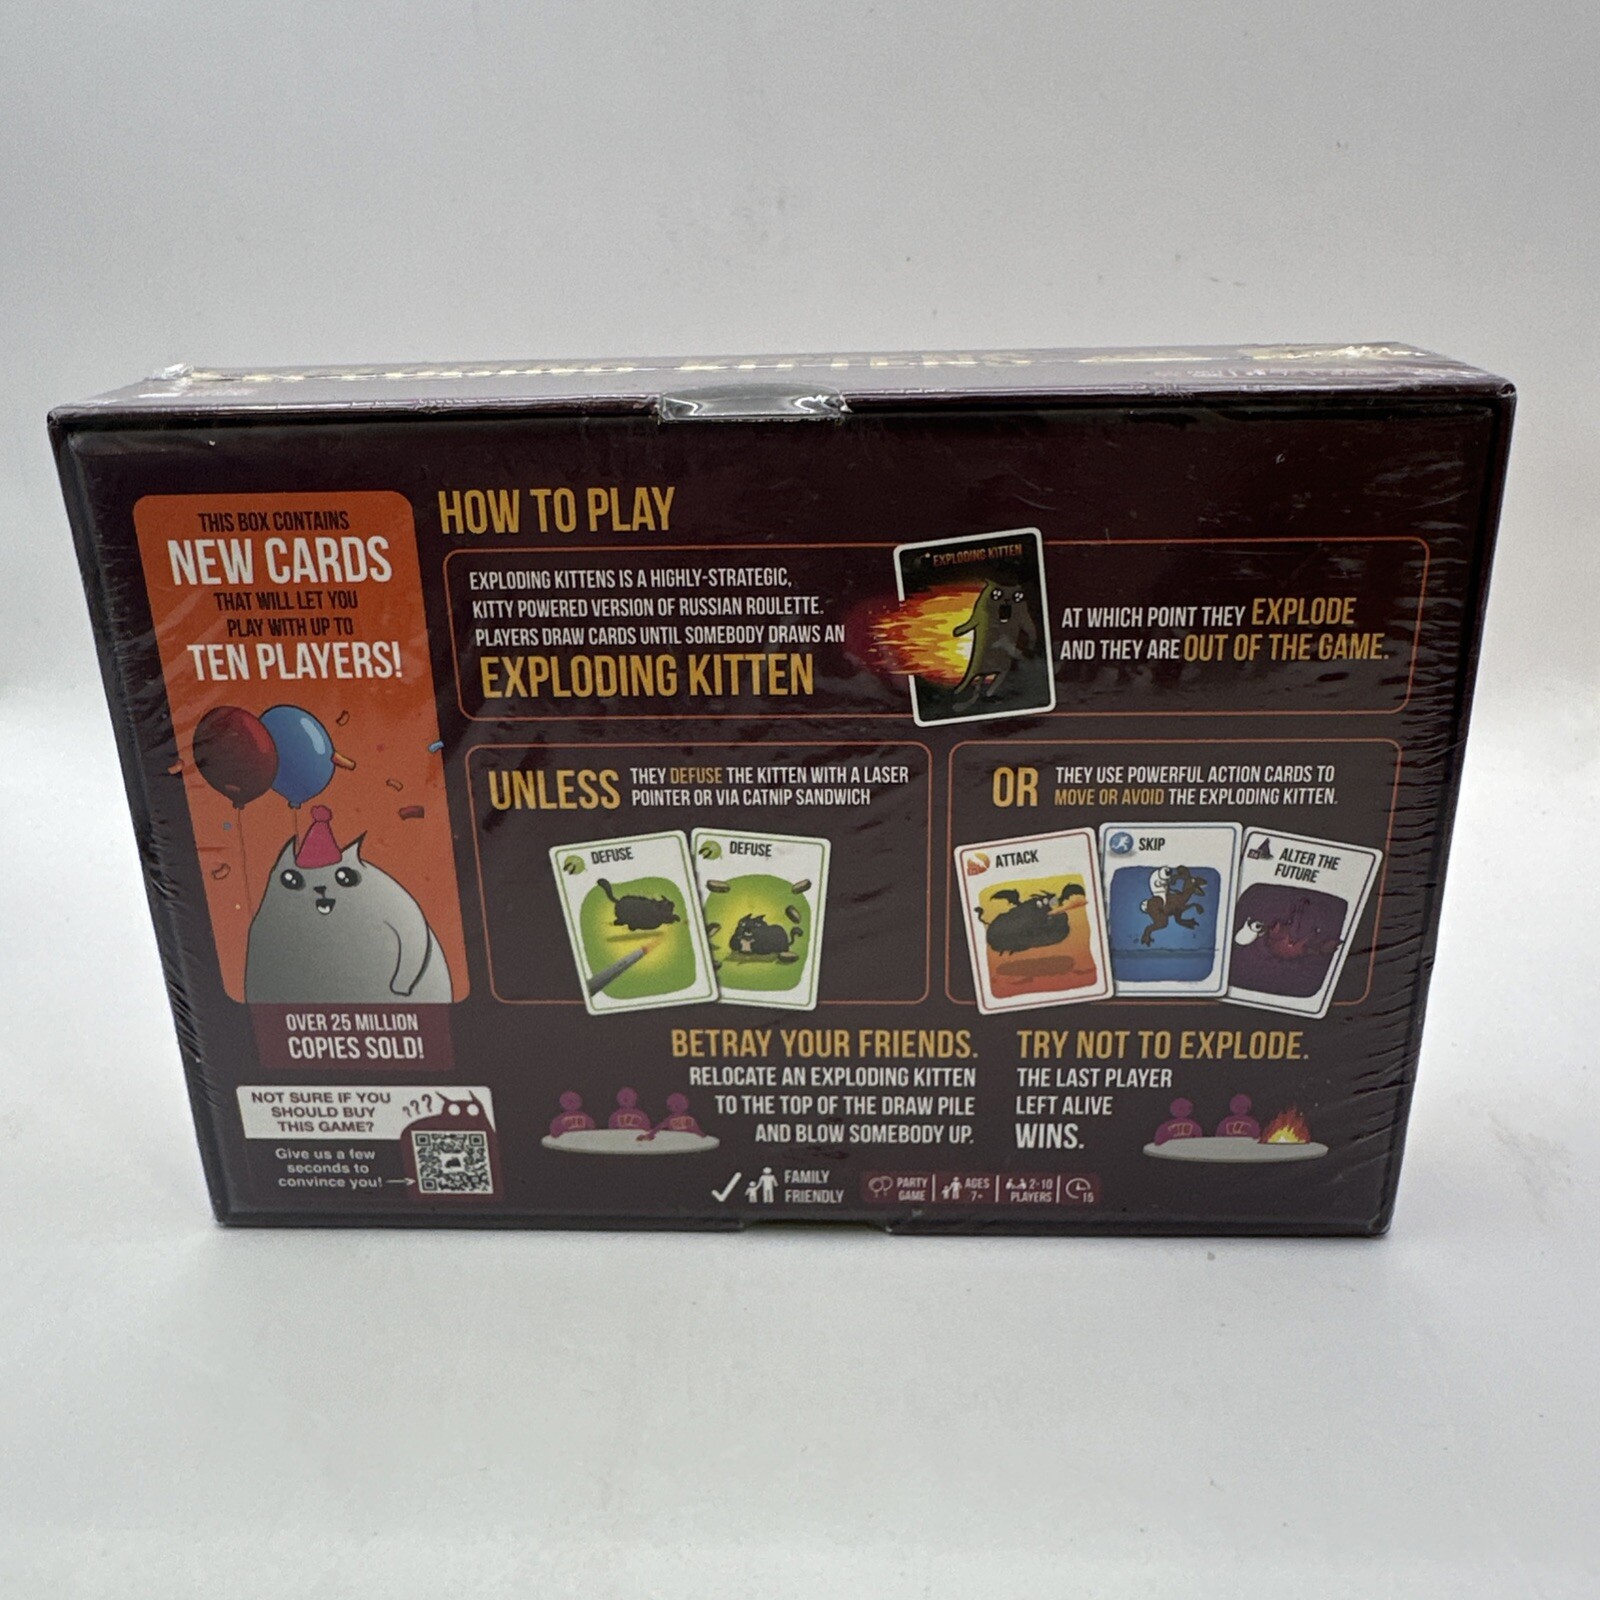 KITTENS
THIS BOX CONTAINS
NEW CARDS
THAT WILL LET YOU
PLAY WITH UP TO
TEN PLAYERS!
OVER 25 MILLION
COPIES SOLD!
NOT SURE IF YOU
SHOULD BUY
THIS GAME?
???
Give us a few
seconds to
convince you!
HOW TO PLAY
EXPLODING KITTENS IS A HIGHLY-STRATEGIC,
KITTY POWERED VERSION OF RUSSIAN ROULETTE.
PLAYERS DRAW CARDS UNTIL SOMEBODY DRAWS AN
EXPLODING KITTEN
EXPLODING KITTEN
AT WHICH POINT THEY EXPLODE
AND THEY ARE OUT OF THE GAME.
UNLESS THEY DEFUSE THE KITTEN WITH A LASER
POINTER OR VIA CATNIP SANDWICH
DEFUSE
DEFUSE
OR THEY USE POWERFUL ACTION CARDS TO
MOVE OR AVOID THE EXPLODING KITTEN.
ATTACK
SKIP
ALTER THE
FUTURE
BETRAY YOUR FRIENDS.
RELOCATE AN EXPLODING KITTEN
TO THE TOP OF THE DRAW PILE
AND BLOW SOMEBODY UP.
TRY NOT TO EXPLODE.
THE LAST PLAYER
LEFT ALIVE
WINS.
FAMILY
FRIENDLY
PARTY
GAME
AGES
7+
2-10
PLAYERS
15